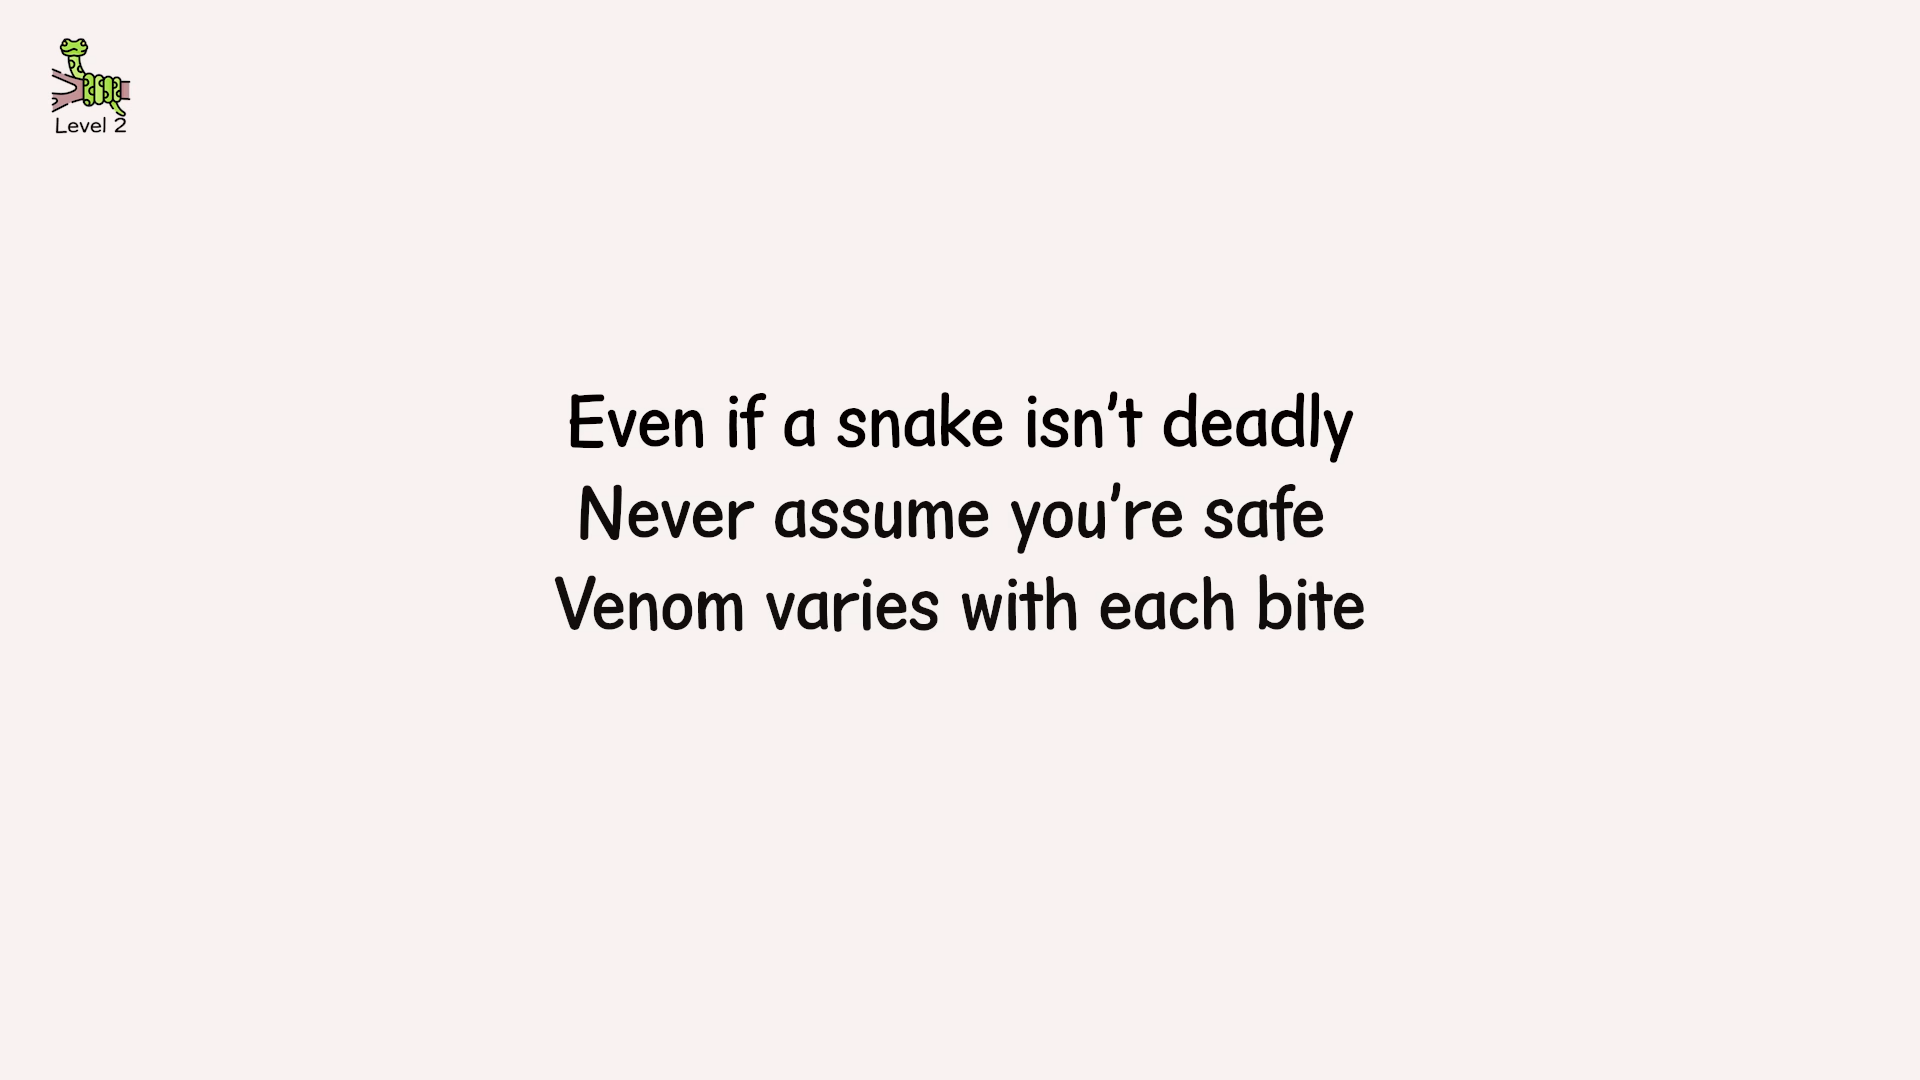 Level 2
Even if a snake isn’t deadly
Never assume you’re safe
Venom varies with each bite